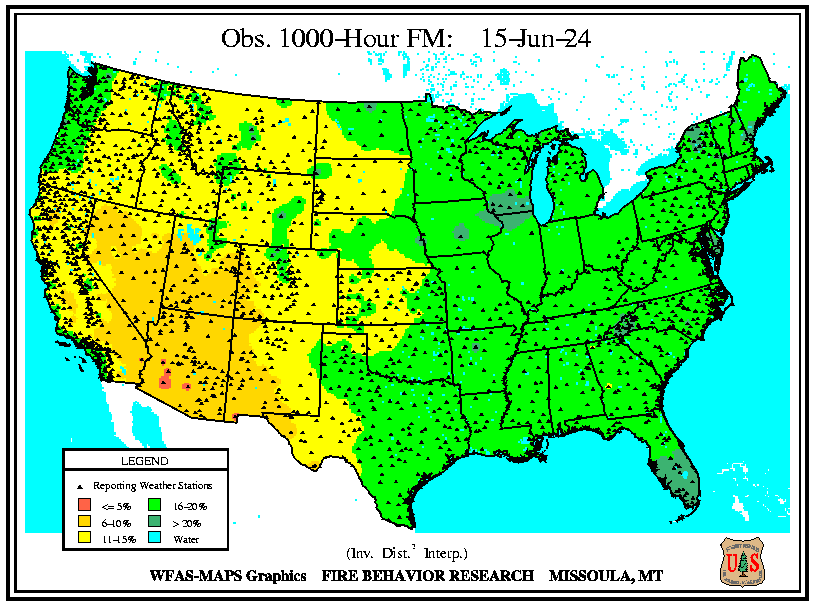 Obs. 1000-Hour FM: 15-Jun-24
LEGEND
Reporting Weather Stations
<= 5%
16-20%
6-10%
> 20%
11-15%
Water
(Inv. Dist.² Interp.)
WFAS-MAPS Graphics FIRE BEHAVIOR RESEARCH MISSOULA, MT
U S